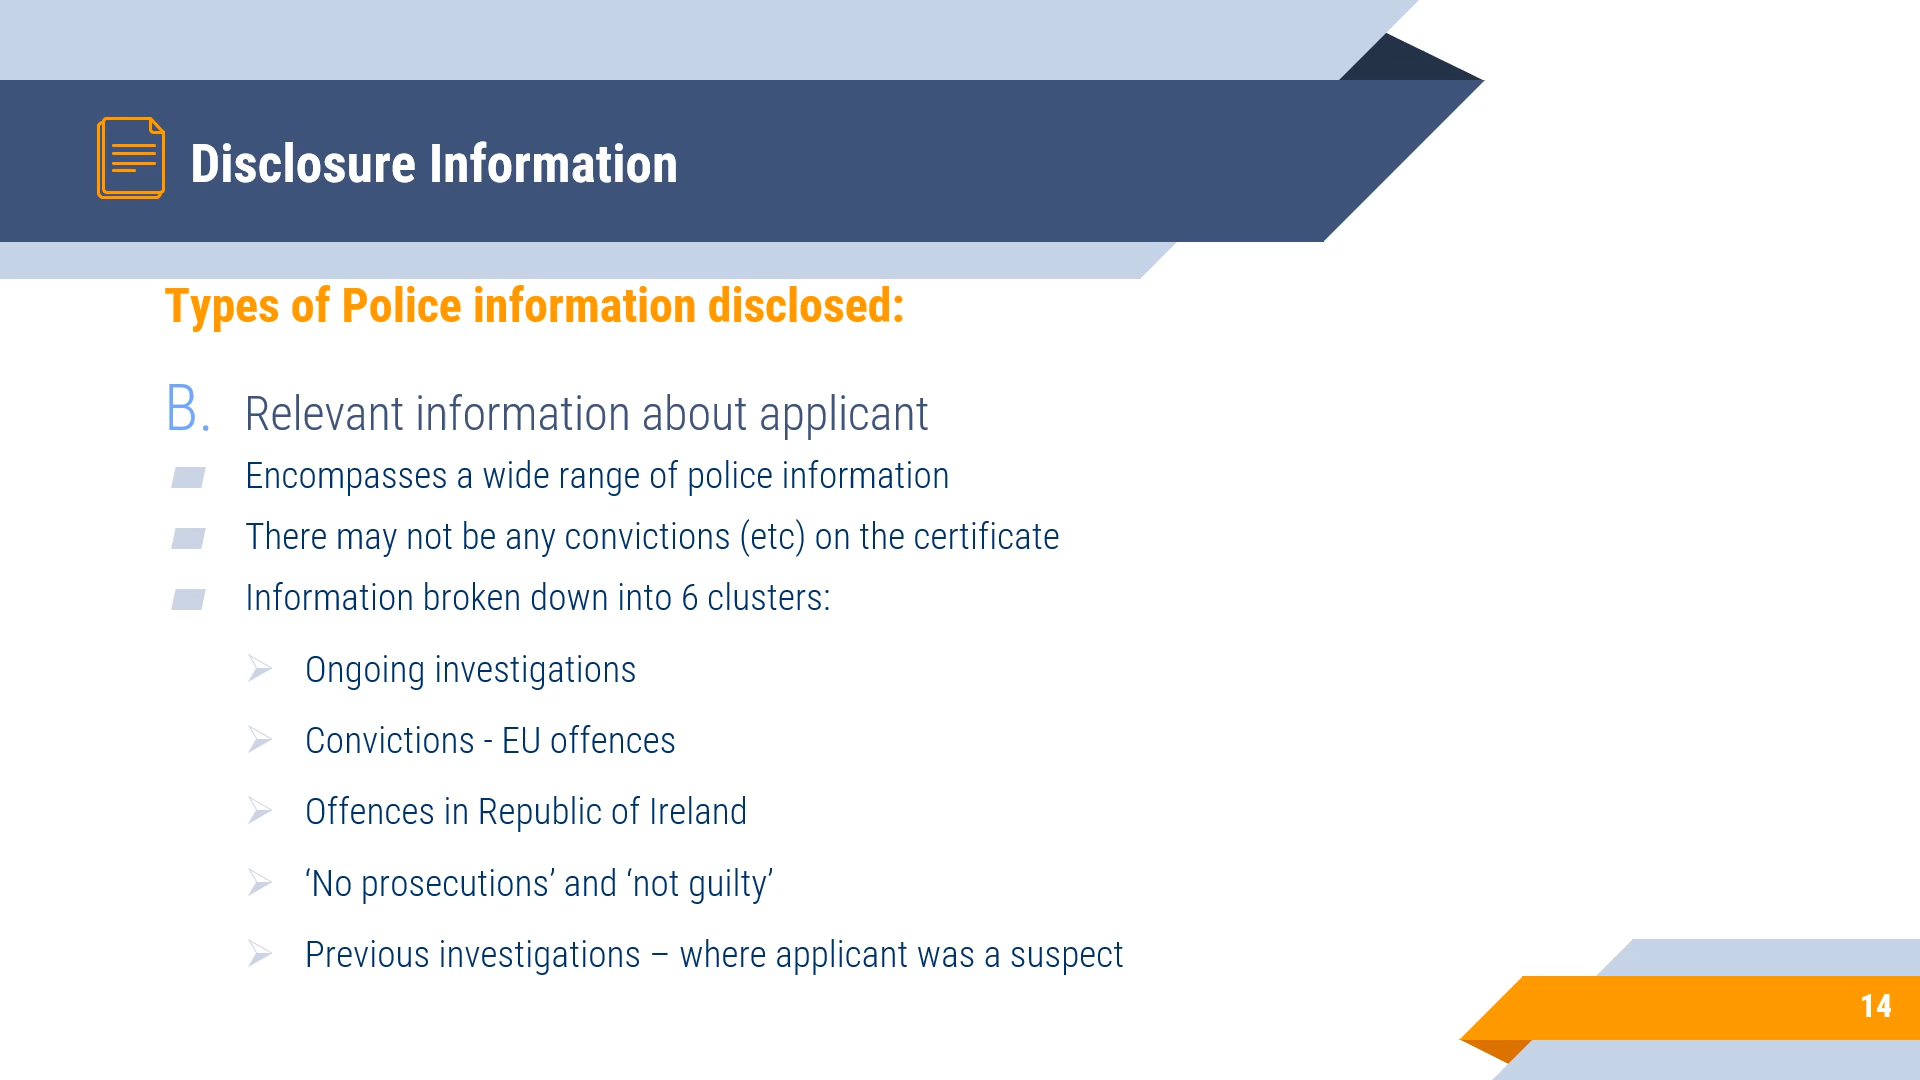 Disclosure Information
Types of Police information disclosed:
B. Relevant information about applicant
Encompasses a wide range of police information
There may not be any convictions (etc) on the certificate
Information broken down into 6 clusters:
Ongoing investigations
Convictions - EU offences
Offences in Republic of Ireland
‘No prosecutions’ and ‘not guilty’
Previous investigations – where applicant was a suspect
14